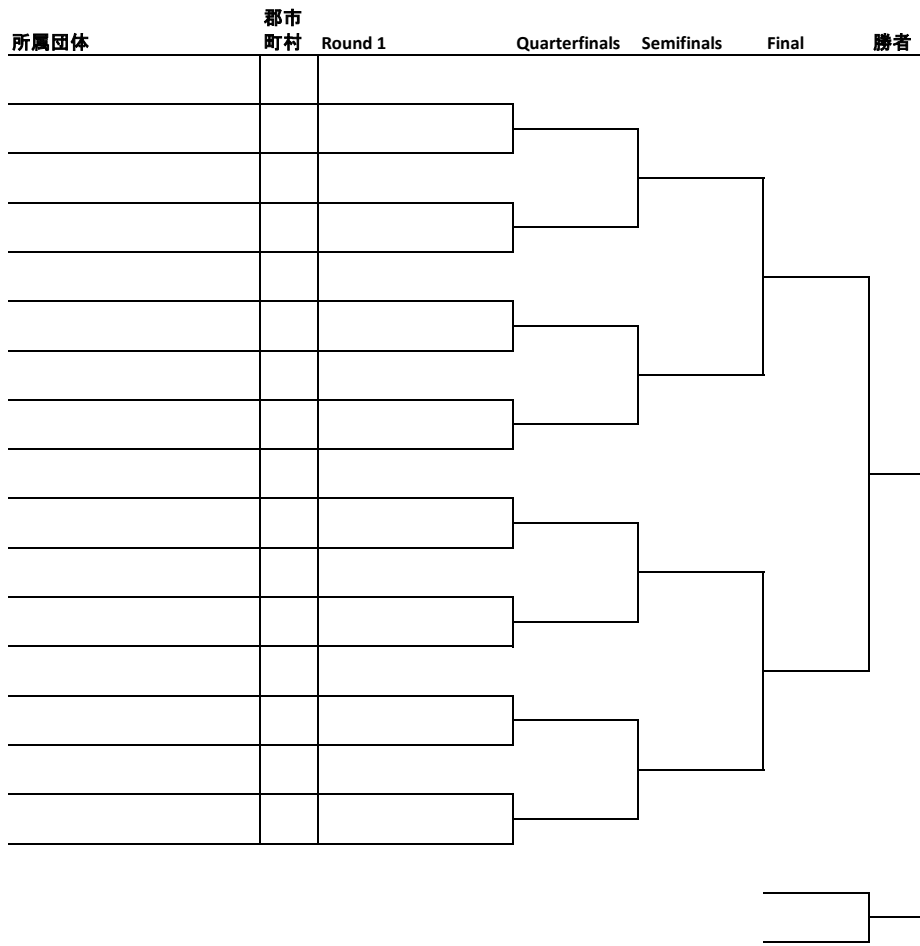 所属団体
郡市
町村
Round 1
Quarterfinals
Semifinals
Final
勝者